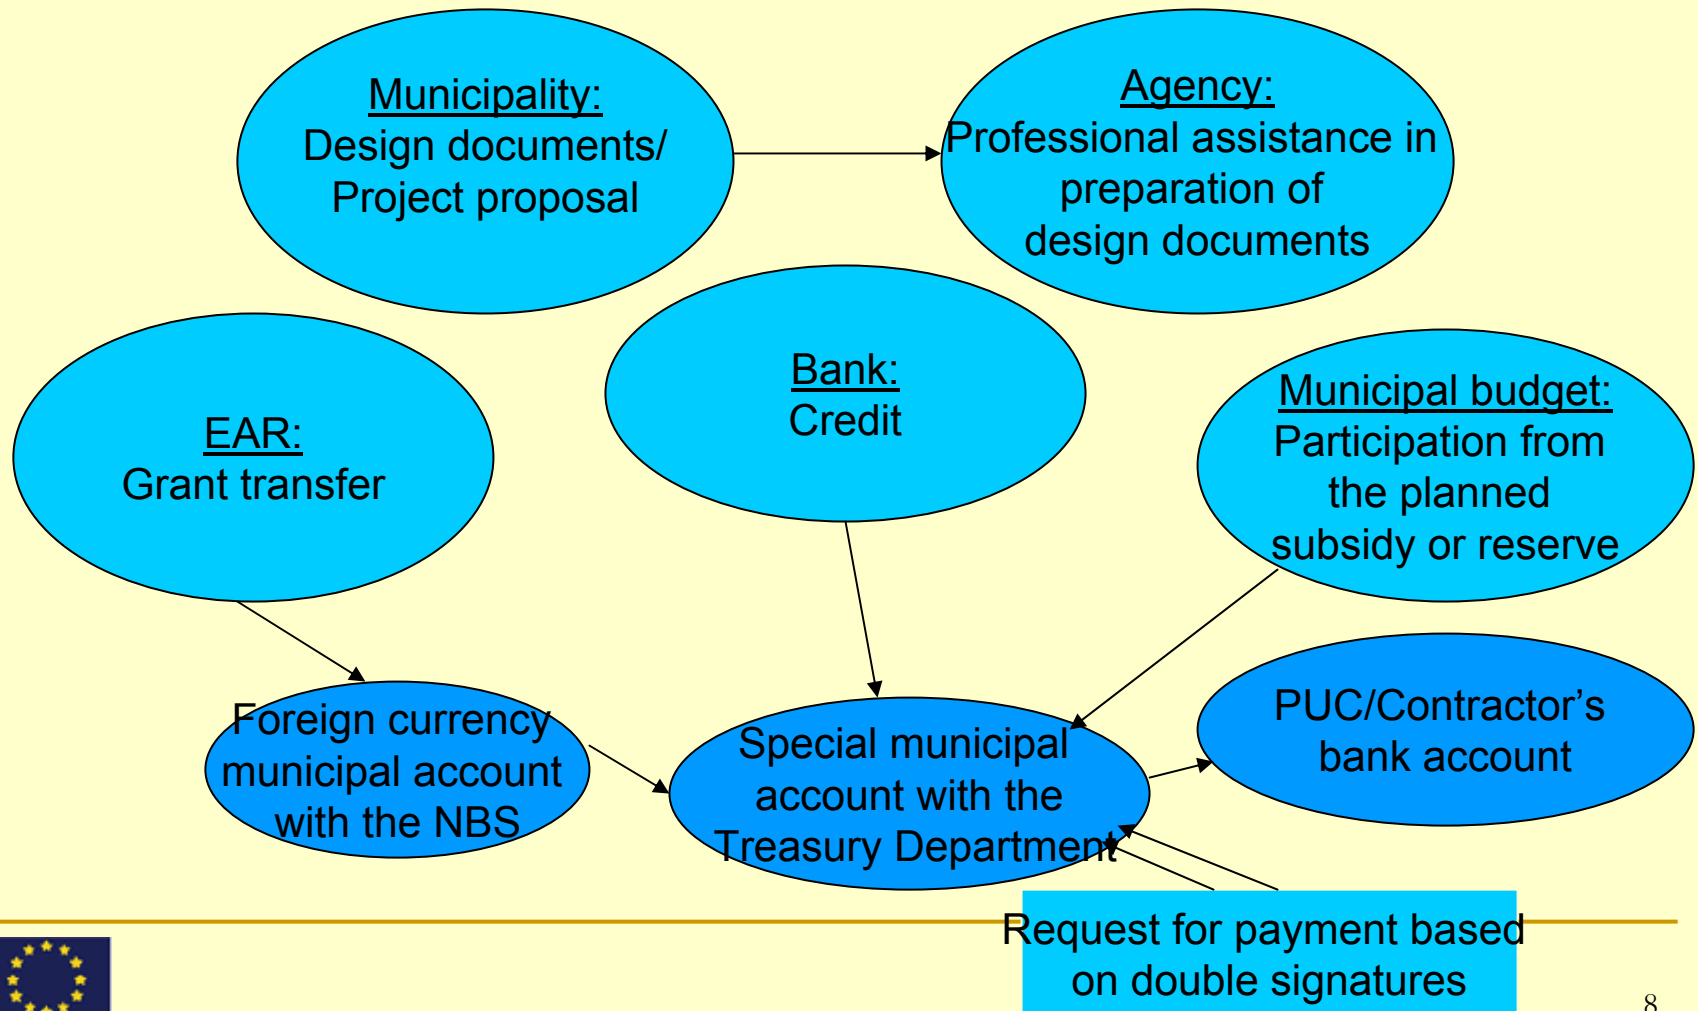 Municipality:
Design documents/
Project proposal
Agency:
Professional assistance in
preparation of
design documents
Bank:
Credit
EAR:
Grant transfer
Municipal budget:
Participation from
the planned
subsidy or reserve
Foreign currency
municipal account
with the NBS
Special municipal
account with the
Treasury Department
PUC/Contractor’s
bank account
Request for payment based
on double signatures
8